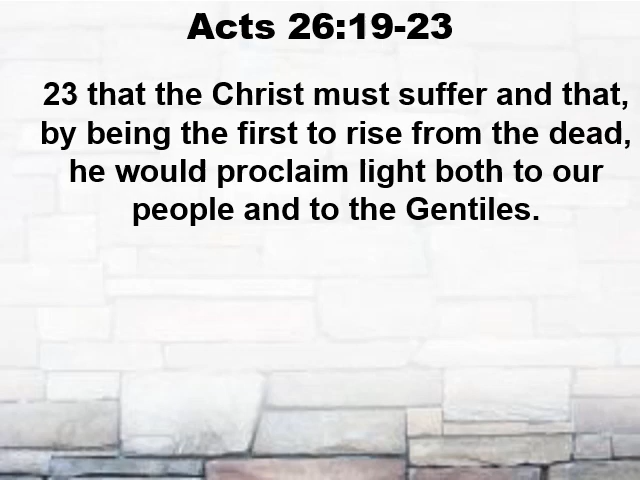 Acts 26:19-23
23 that the Christ must suffer and that,
by being the first to rise from the dead,
he would proclaim light both to our
people and to the Gentiles.